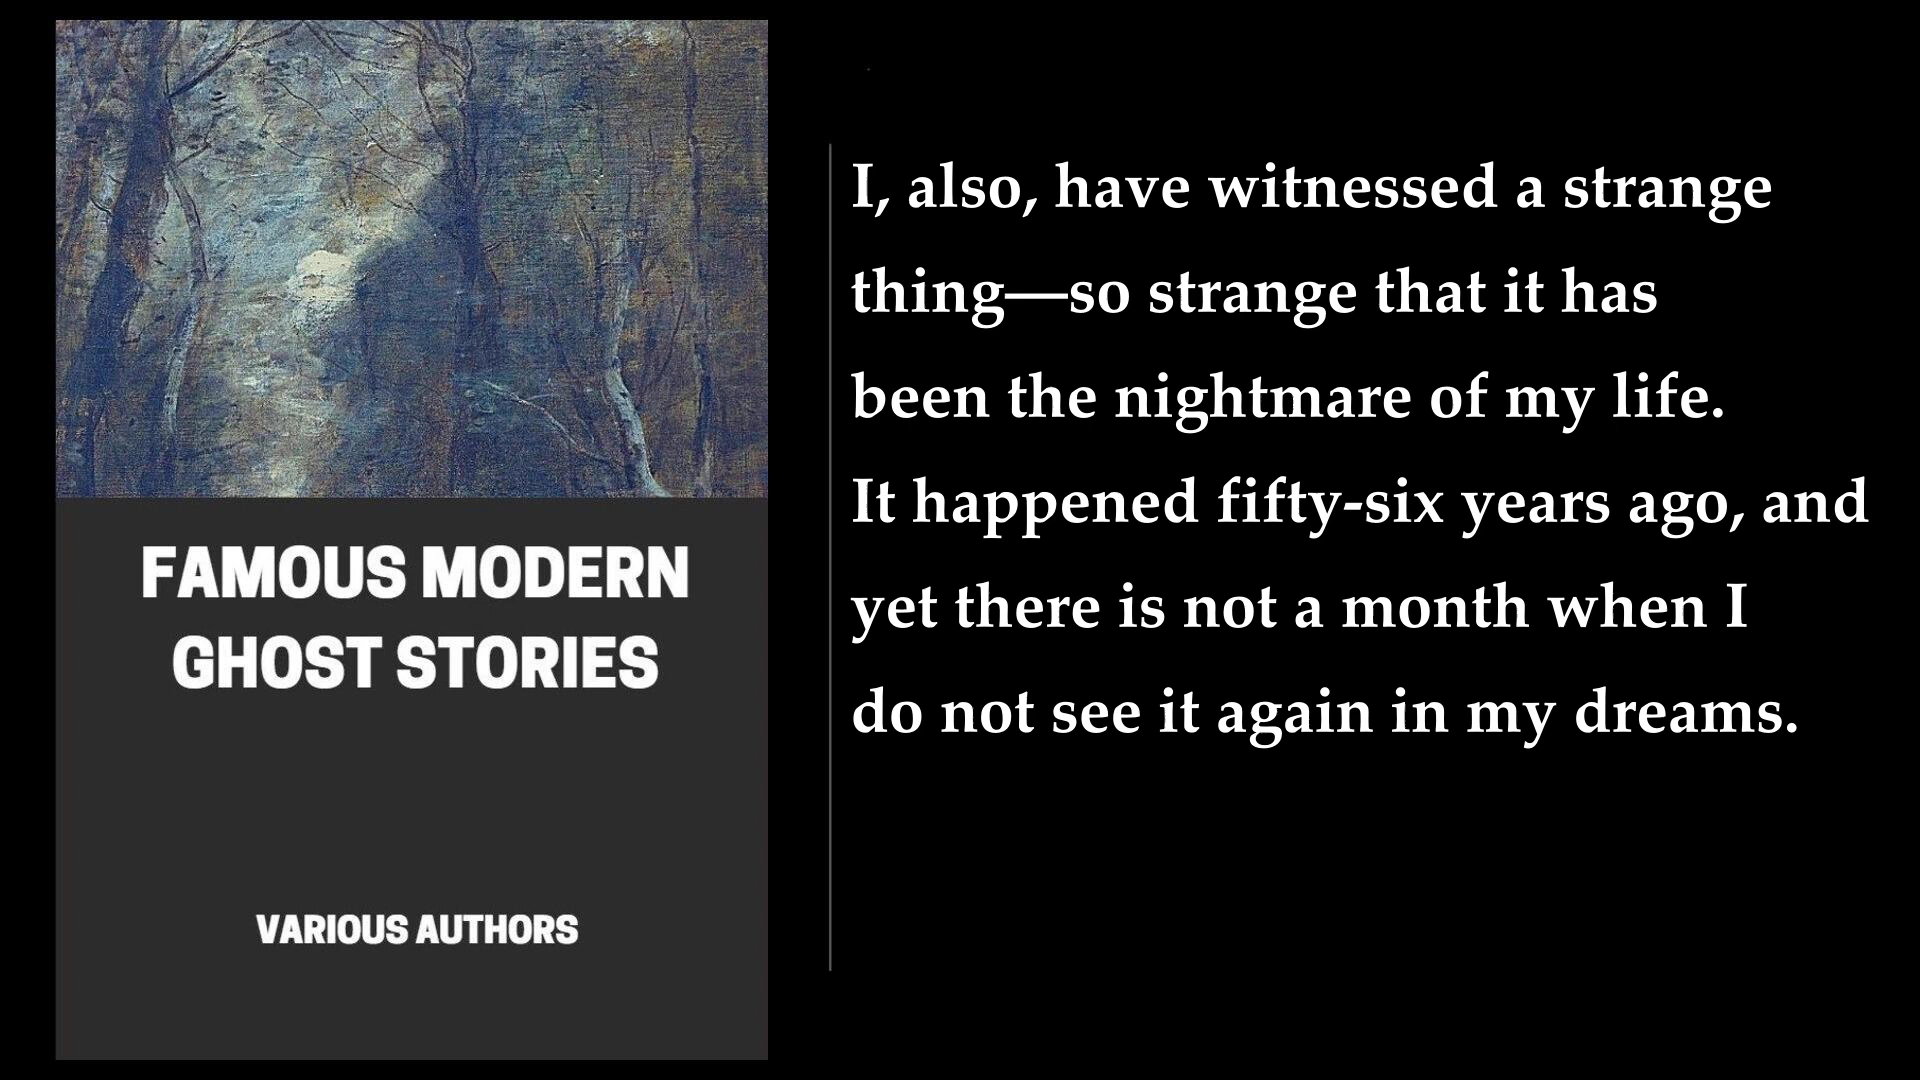 FAMOUS MODERN
GHOST STORIES
VARIOUS AUTHORS
I, also, have witnessed a strange
thing—so strange that it has
been the nightmare of my life.
It happened fifty-six years ago, and
yet there is not a month when I
do not see it again in my dreams.